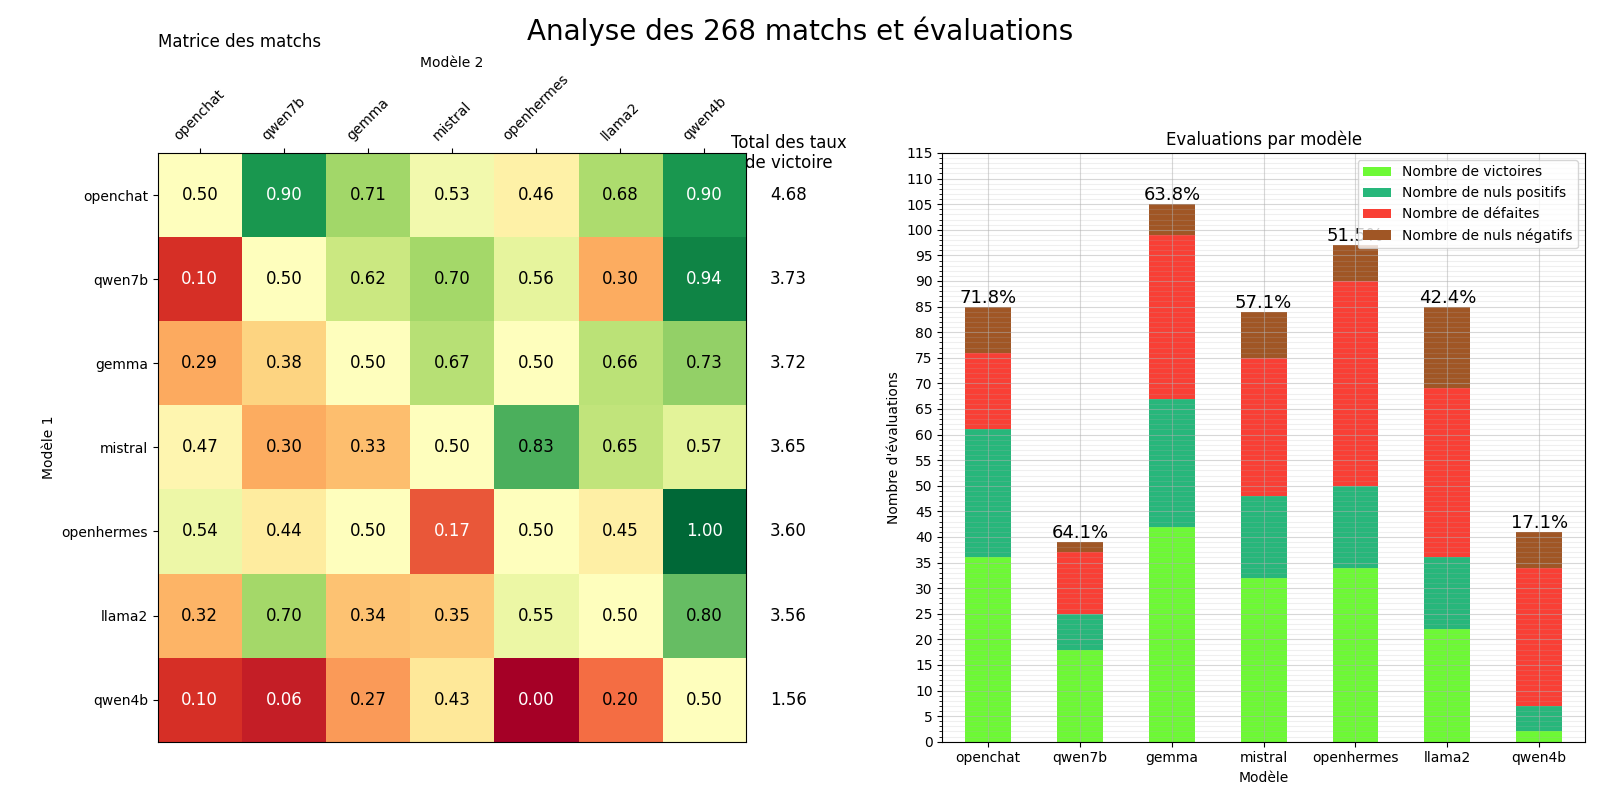 Analyse des 268 matchs et évaluations
Matrice des matchs
Modèle 2
openchat qwen7b gemma mistral openhermes llama2 qwen4b
Total des taux
de victoire
Modèle 1
openchat 0.50 0.90 0.71 0.53 0.46 0.68 0.90 4.68
qwen7b 0.10 0.50 0.62 0.70 0.56 0.30 0.94 3.73
gemma 0.29 0.38 0.50 0.67 0.50 0.66 0.73 3.72
mistral 0.47 0.30 0.33 0.50 0.83 0.65 0.57 3.65
openhermes 0.54 0.44 0.50 0.17 0.50 0.45 1.00 3.60
llama2 0.32 0.70 0.34 0.35 0.55 0.50 0.80 3.56
qwen4b 0.10 0.06 0.27 0.43 0.00 0.20 0.50 1.56
Evaluations par modèle
Nombre de victoires
Nombre de nuls positifs
Nombre de défaites
Nombre de nuls négatifs
Nombre d'évaluations
115
110
105
100
95
90
85
80
75
70
65
60
55
50
45
40
35
30
25
20
15
10
5
0
71.8% 64.1% 63.8% 57.1% 42.4% 17.1%
openchat qwen7b gemma mistral openhermes llama2 qwen4b
Modèle